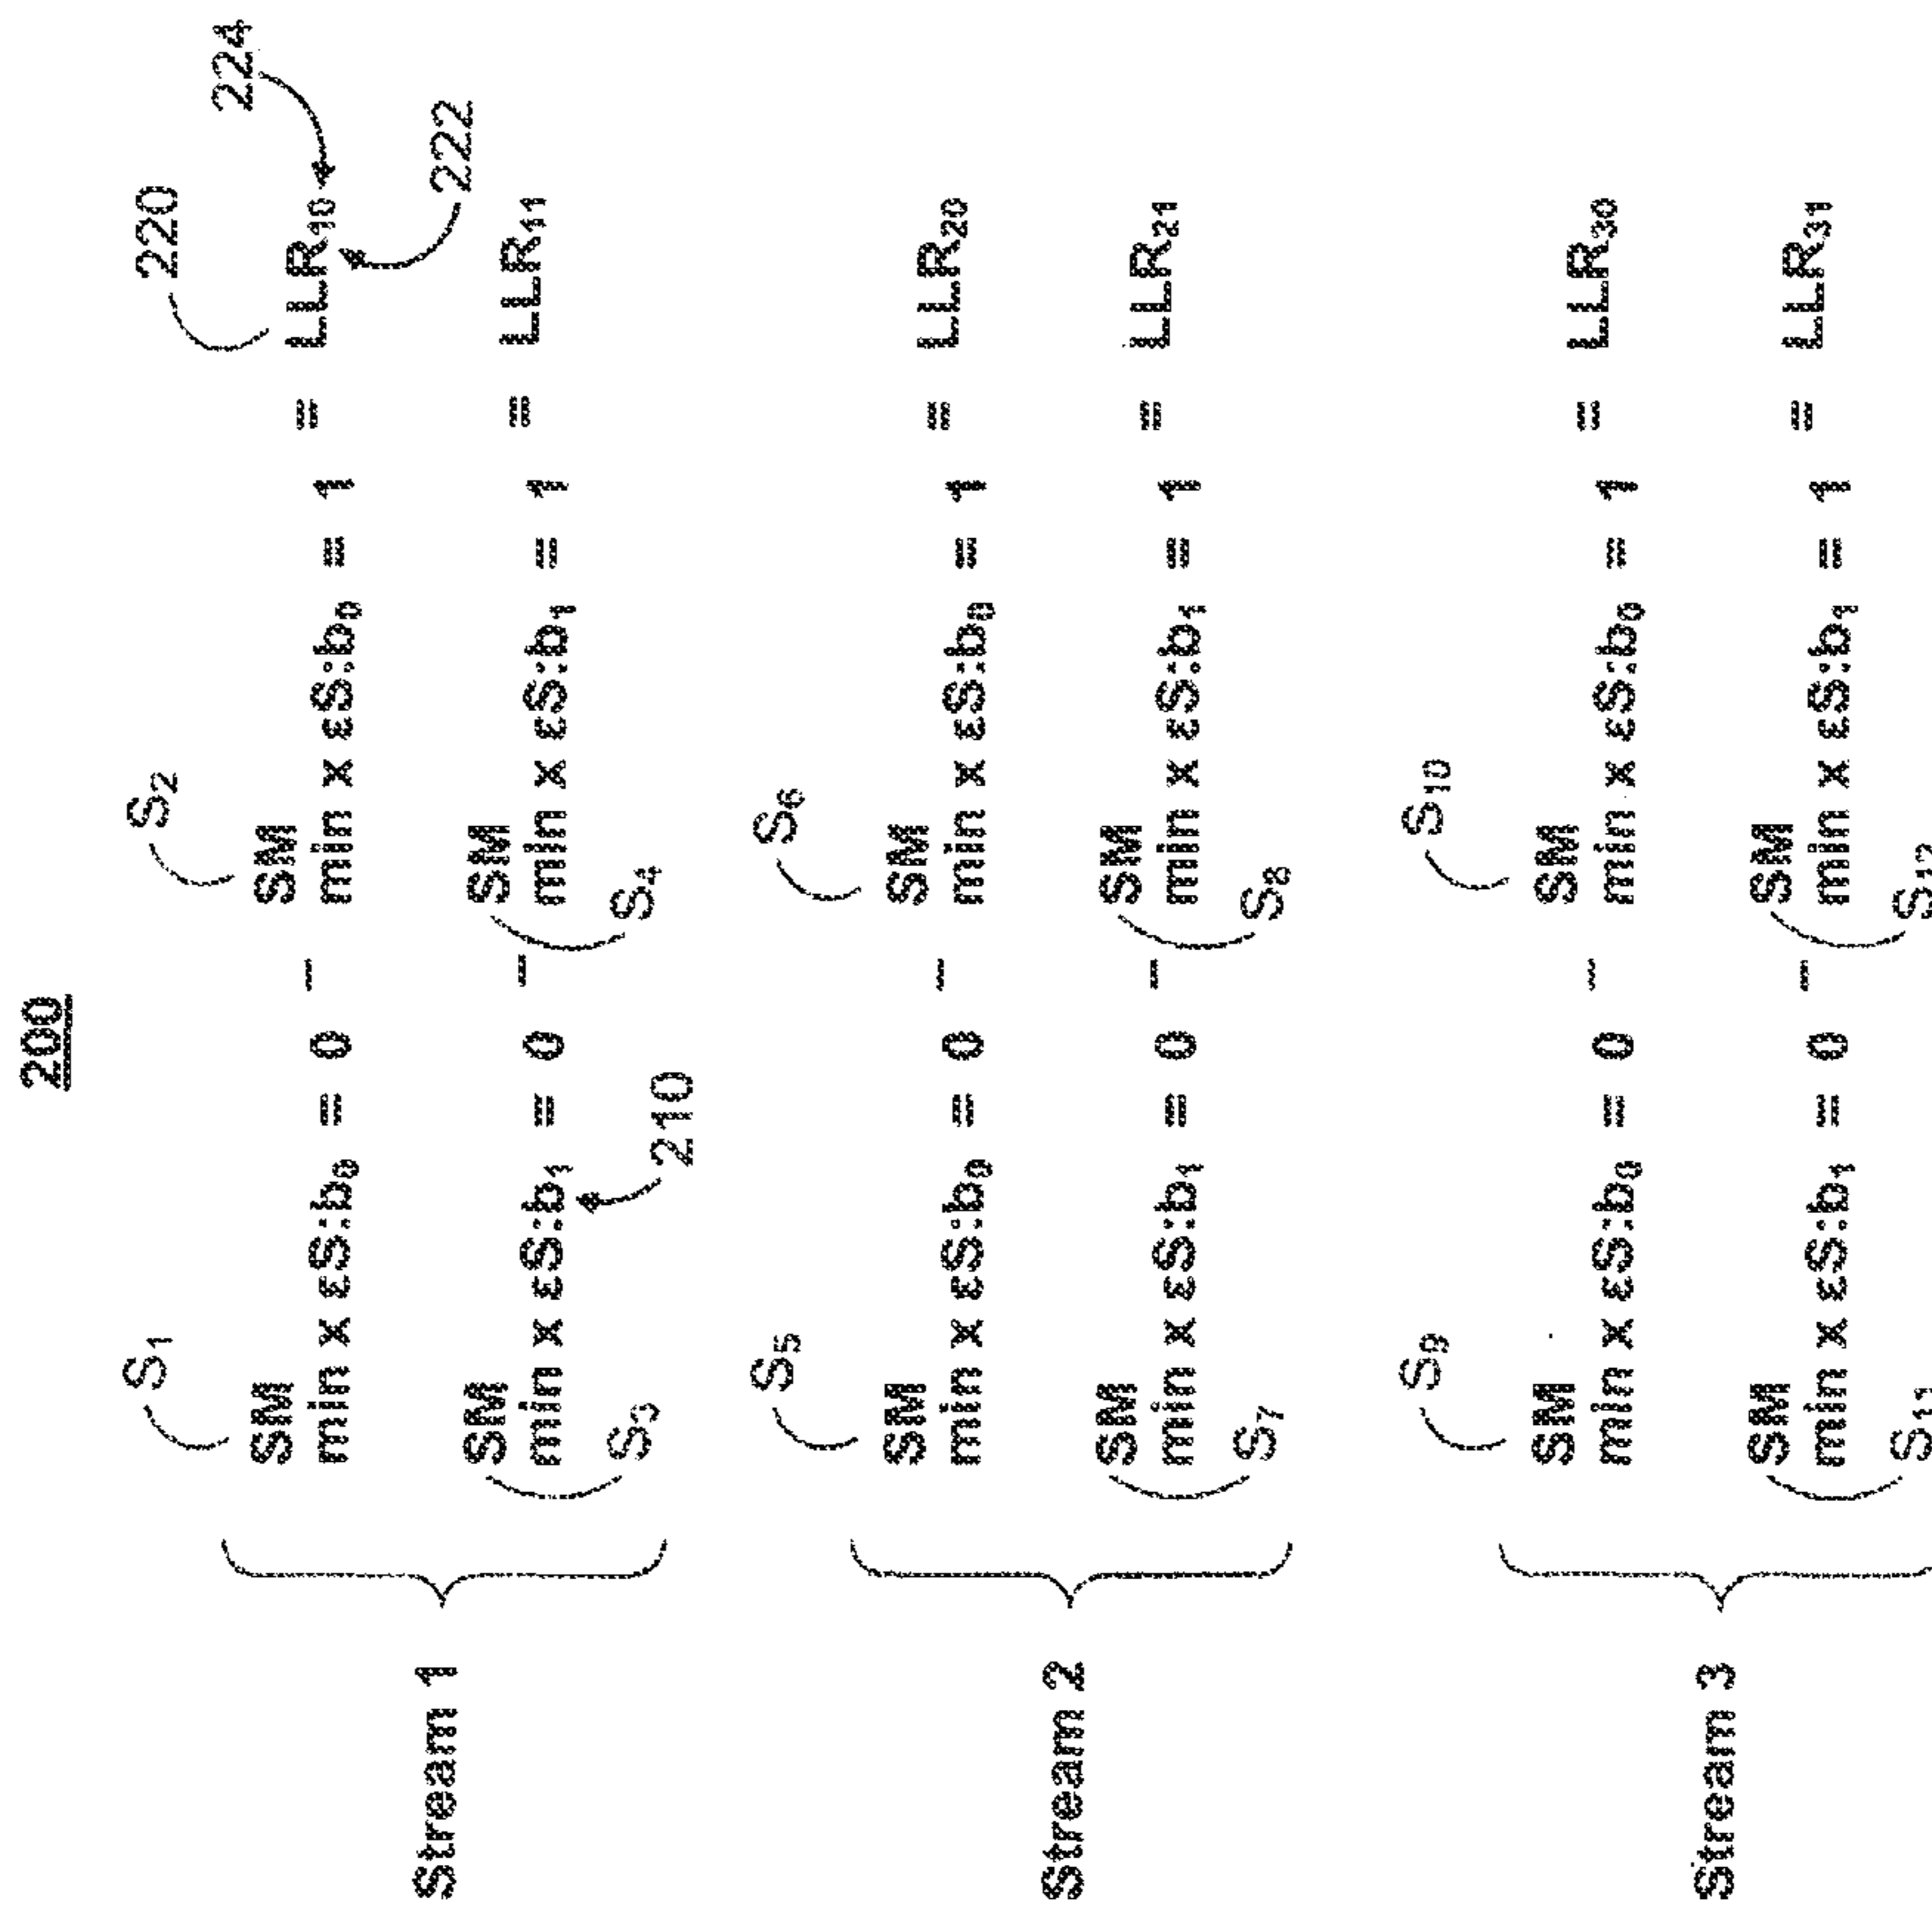 200
S1 S2 220 224
SM SM
min x εS:b0 = 0 – min x εS:b0 = 1 = LLR10
222
Stream 1
SM SM
min x εS:b1 = 0 – min x εS:b1 = 1 = LLR11
S3 210 S4
S5 S6
SM SM
min x εS:b0 = 0 – min x εS:b0 = 1 = LLR20
Stream 2
SM SM
min x εS:b1 = 0 – min x εS:b1 = 1 = LLR21
S7 S8
S9 S10
SM SM
min x εS:b0 = 0 – min x εS:b0 = 1 = LLR30
Stream 3
SM SM
min x εS:b1 = 0 – min x εS:b1 = 1 = LLR31
S11 S12